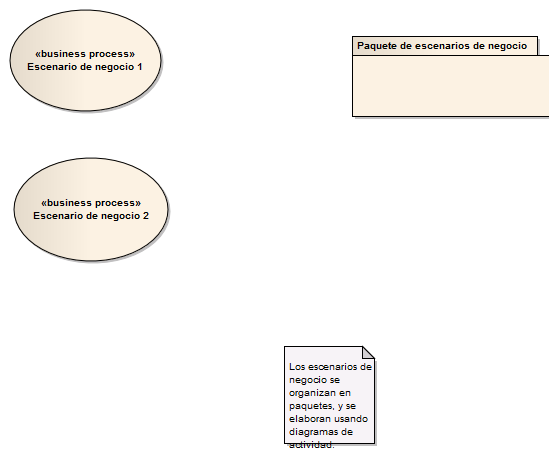 «business process»
Escenario de negocio 1
Paquete de escenarios de negocio
«business process»
Escenario de negocio 2
Los escenarios de
negocio se
organizan en
paquetes, y se
elaboran usando
diagramas de
actividad.